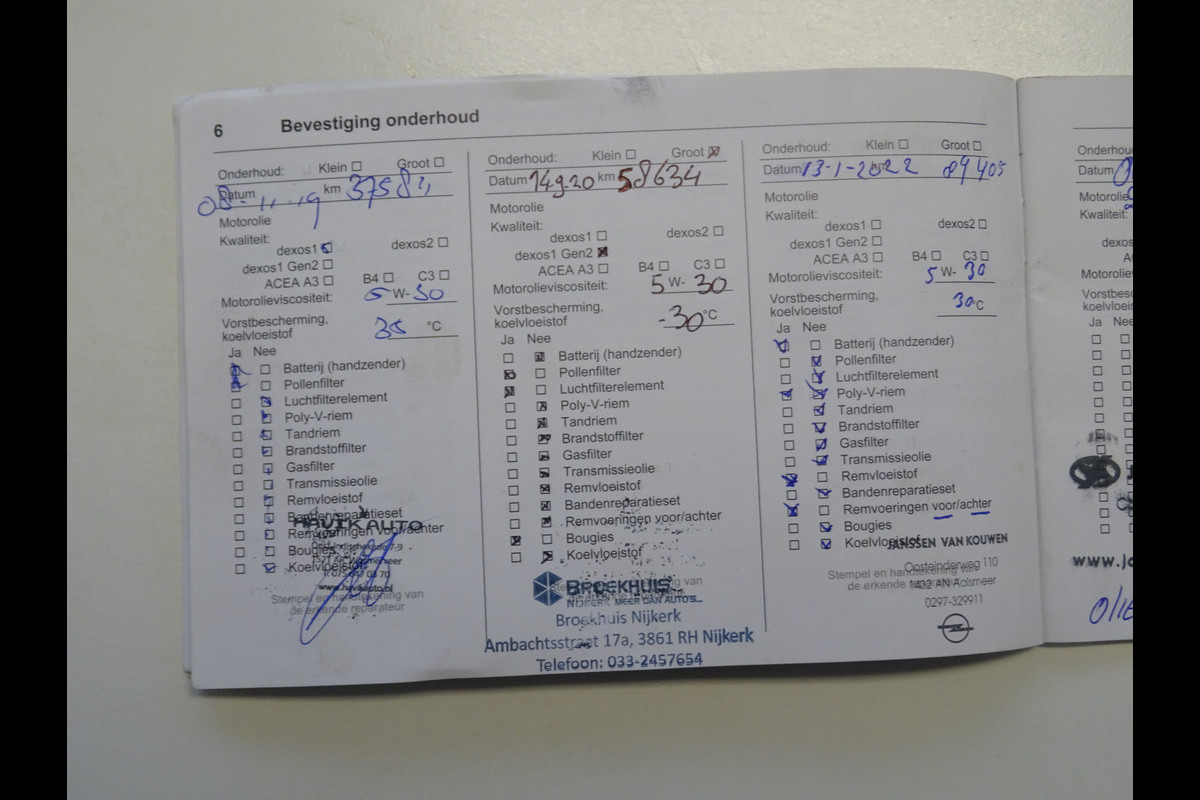 6 Bevestiging onderhoud
Onderhoud: Klein ☐ Groot ☐
Datum 08-11-19 km
Motorolie
Kwaliteit:
dexos1 dexos2 ☐
dexos1 Gen2 ☐
ACEA A3 ☐ B4 ☐ C3 ☐
Motorolieviscositeit: 5 W- 30
Vorstbescherming,
koelvloeistof 35 °C
Ja Nee
Batterij (handzender)
Pollenfilter
Luchtfilterelement
Poly-V-riem
Tandriem
Brandstoffilter
Gasfilter
Transmissieolie
Remvloeistof
Bandenreparatieset
HAVIK AUTO
Remvoeringen voor/achter
Bougies
Koelvloeistof
www.havikauto.nl
Stempel en handtekening van
de erkende reparateur
Onderhoud: Klein ☐ Groot ☒
Datum 14-9-20 km 58634
Motorolie
Kwaliteit:
dexos1 ☐ dexos2 ☐
dexos1 Gen2 ☒
ACEA A3 ☐ B4 ☐ C3 ☐
Motorolieviscositeit: 5 W- 30
Vorstbescherming,
koelvloeistof -30 °C
Ja Nee
Batterij (handzender)
Pollenfilter
Luchtfilterelement
Poly-V-riem
Tandriem
Brandstoffilter
Gasfilter
Transmissieolie
Remvloeistof
Bandenreparatieset
Remvoeringen voor/achter
Bougies
Koelvloeistof
BROEKHUIS
NIJKERK MEER DAN AUTO'S
Broekhuis Nijkerk
Ambachtsstraat 17a, 3861 RH Nijkerk
Telefoon: 033-2457654
Onderhoud: Klein ☐ Groot ☐
Datum 13-1-2022 89405
Motorolie
Kwaliteit:
dexos1 ☐ dexos2 ☐
dexos1 Gen2 ☐
ACEA A3 ☐ B4 ☐ C3 ☐
Motorolieviscositeit: 5 W- 30
Vorstbescherming,
koelvloeistof 30 °C
Ja Nee
Batterij (handzender)
Pollenfilter
Luchtfilterelement
Poly-V-riem
Tandriem
Brandstoffilter
Gasfilter
Transmissieolie
Remvloeistof
Bandenreparatieset
Remvoeringen voor/achter
Bougies
Koelvloeistof
JANSSEN VAN KOUWEN
Oosteinderweg 110
Stempel en handtekening van
1432 AN Aalsmeer
de erkende
0297-329911
Datum
Motorolie
Kwaliteit:
Ja Nee